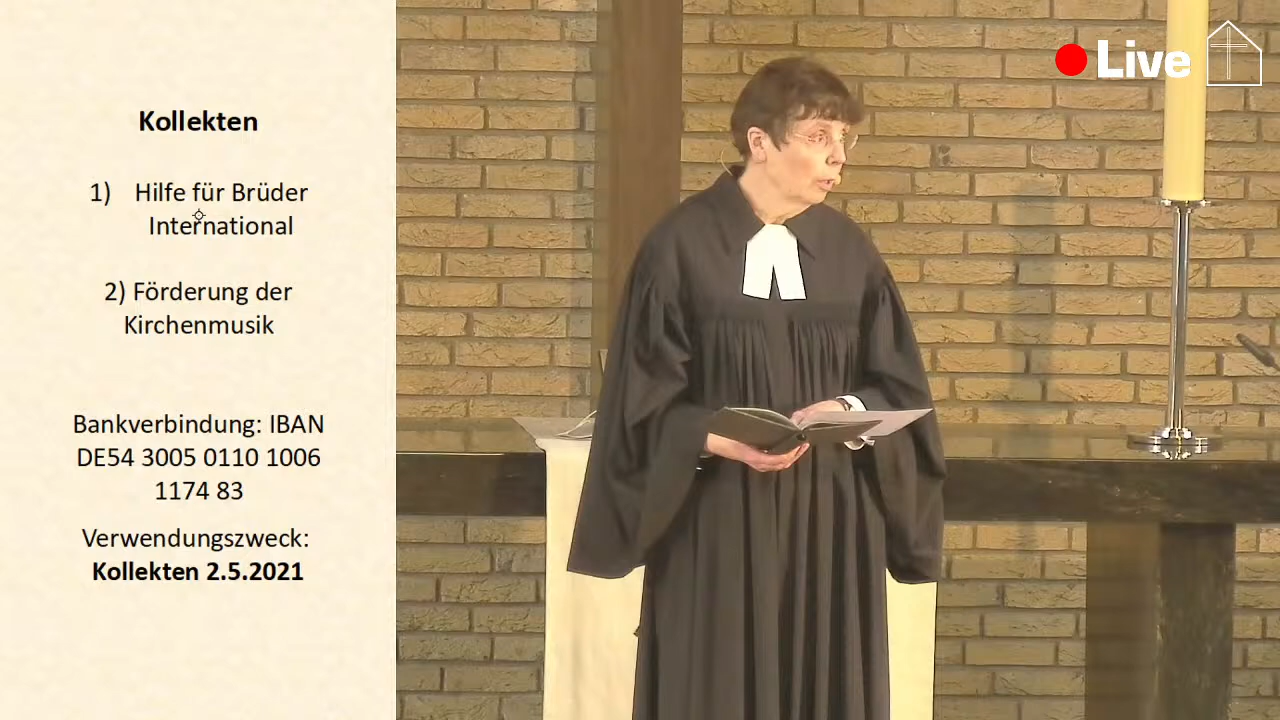 Kollekten
1) Hilfe für Brüder
International
2) Förderung der
Kirchenmusik
Bankverbindung: IBAN
DE54 3005 0110 1006
1174 83
Verwendungszweck:
Kollekten 2.5.2021
Live